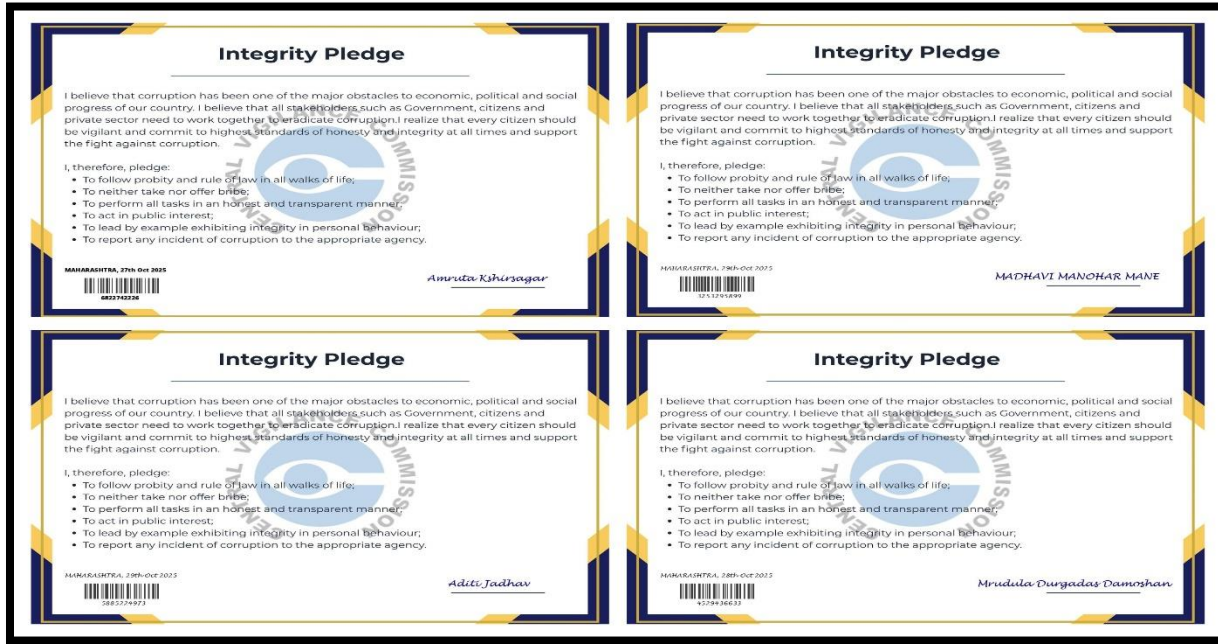 Integrity Pledge
I believe that corruption has been one of the major obstacles to economic, political and social
progress of our country. I believe that all stakeholders such as Government, citizens and
private sector need to work together to eradicate corruption.I realize that every citizen should
be vigilant and commit to highest standards of honesty and integrity at all times and support
the fight against corruption.
I, therefore, pledge:
• To follow probity and rule of law in all walks of life;
• To neither take nor offer bribe;
• To perform all tasks in an honest and transparent manner;
• To act in public interest;
• To lead by example exhibiting integrity in personal behaviour;
• To report any incident of corruption to the appropriate agency.
CENTRAL VIGILANCE COMMISSION
MAHARASHTRA, 27th Oct 2025
6822742226
Amruta Kshirsagar
Integrity Pledge
I believe that corruption has been one of the major obstacles to economic, political and social
progress of our country. I believe that all stakeholders such as Government, citizens and
private sector need to work together to eradicate corruption.I realize that every citizen should
be vigilant and commit to highest standards of honesty and integrity at all times and support
the fight against corruption.
I, therefore, pledge:
• To follow probity and rule of law in all walks of life;
• To neither take nor offer bribe;
• To perform all tasks in an honest and transparent manner;
• To act in public interest;
• To lead by example exhibiting integrity in personal behaviour;
• To report any incident of corruption to the appropriate agency.
CENTRAL VIGILANCE COMMISSION
MAHARASHTRA, 29th Oct 2025
3253295899
MADHAVI MANOHAR MANE
Integrity Pledge
I believe that corruption has been one of the major obstacles to economic, political and social
progress of our country. I believe that all stakeholders such as Government, citizens and
private sector need to work together to eradicate corruption.I realize that every citizen should
be vigilant and commit to highest standards of honesty and integrity at all times and support
the fight against corruption.
I, therefore, pledge:
• To follow probity and rule of law in all walks of life;
• To neither take nor offer bribe;
• To perform all tasks in an honest and transparent manner;
• To act in public interest;
• To lead by example exhibiting integrity in personal behaviour;
• To report any incident of corruption to the appropriate agency.
CENTRAL VIGILANCE COMMISSION
MAHARASHTRA, 29th Oct 2025
5885224973
Aditi Jadhav
Integrity Pledge
I believe that corruption has been one of the major obstacles to economic, political and social
progress of our country. I believe that all stakeholders such as Government, citizens and
private sector need to work together to eradicate corruption.I realize that every citizen should
be vigilant and commit to highest standards of honesty and integrity at all times and support
the fight against corruption.
I, therefore, pledge:
• To follow probity and rule of law in all walks of life;
• To neither take nor offer bribe;
• To perform all tasks in an honest and transparent manner;
• To act in public interest;
• To lead by example exhibiting integrity in personal behaviour;
• To report any incident of corruption to the appropriate agency.
CENTRAL VIGILANCE COMMISSION
MAHARASHTRA, 28th Oct 2025
4529436633
Mrudula Durgadas Damoshan